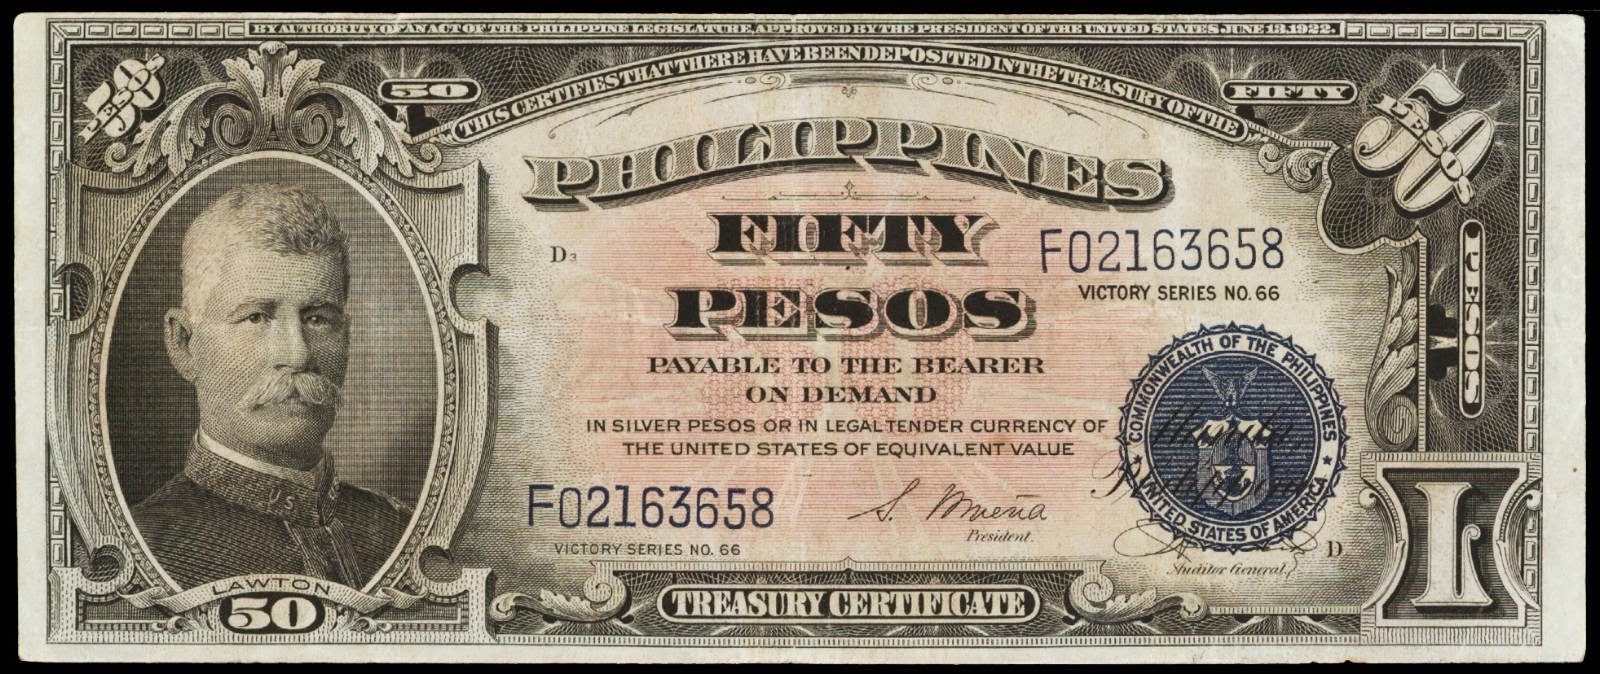 BY AUTHORITY OF AN ACT OF THE PHILIPPINE LEGISLATURE, APPROVED BY THE PRESIDENT OF THE UNITED STATES, JUNE 13, 1922.
THIS CERTIFIES THAT THERE HAVE BEEN DEPOSITED IN THE TREASURY OF THE
50
PESOS
50
FIFTY
50
PESOS
PHILIPPINES
FIFTY
PESOS
D3
F02163658
VICTORY SERIES NO. 66
PESOS
PAYABLE TO THE BEARER
ON DEMAND
IN SILVER PESOS OR IN LEGAL TENDER CURRENCY OF
THE UNITED STATES OF EQUIVALENT VALUE
COMMONWEALTH OF THE PHILIPPINES
UNITED STATES OF AMERICA
F02163658
VICTORY SERIES NO. 66
S. Osmeña
President.
Auditor General.
D
U.S
LAWTON
50
TREASURY CERTIFICATE
L